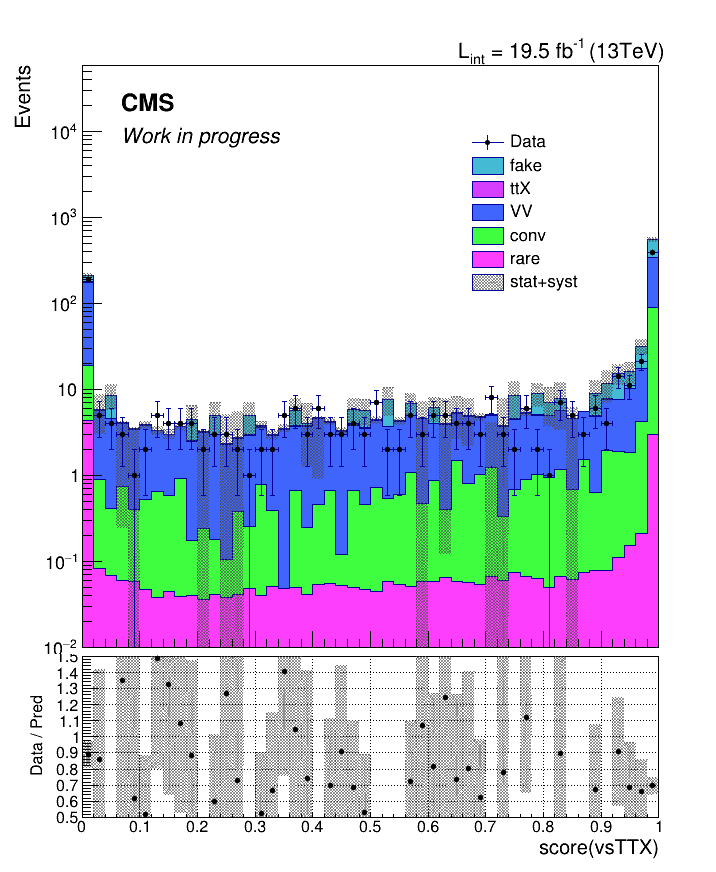 L_int = 19.5 fb^-1 (13TeV)
Events
CMS
Work in progress
Data
fake
ttX
VV
conv
rare
stat+syst
10^4
10^3
10^2
10
1
10^-1
10^-2
Data / Pred
1.5
1.4
1.3
1.2
1.1
1
0.9
0.8
0.7
0.6
0.5
0 0.1 0.2 0.3 0.4 0.5 0.6 0.7 0.8 0.9 1
score(vsTTX)